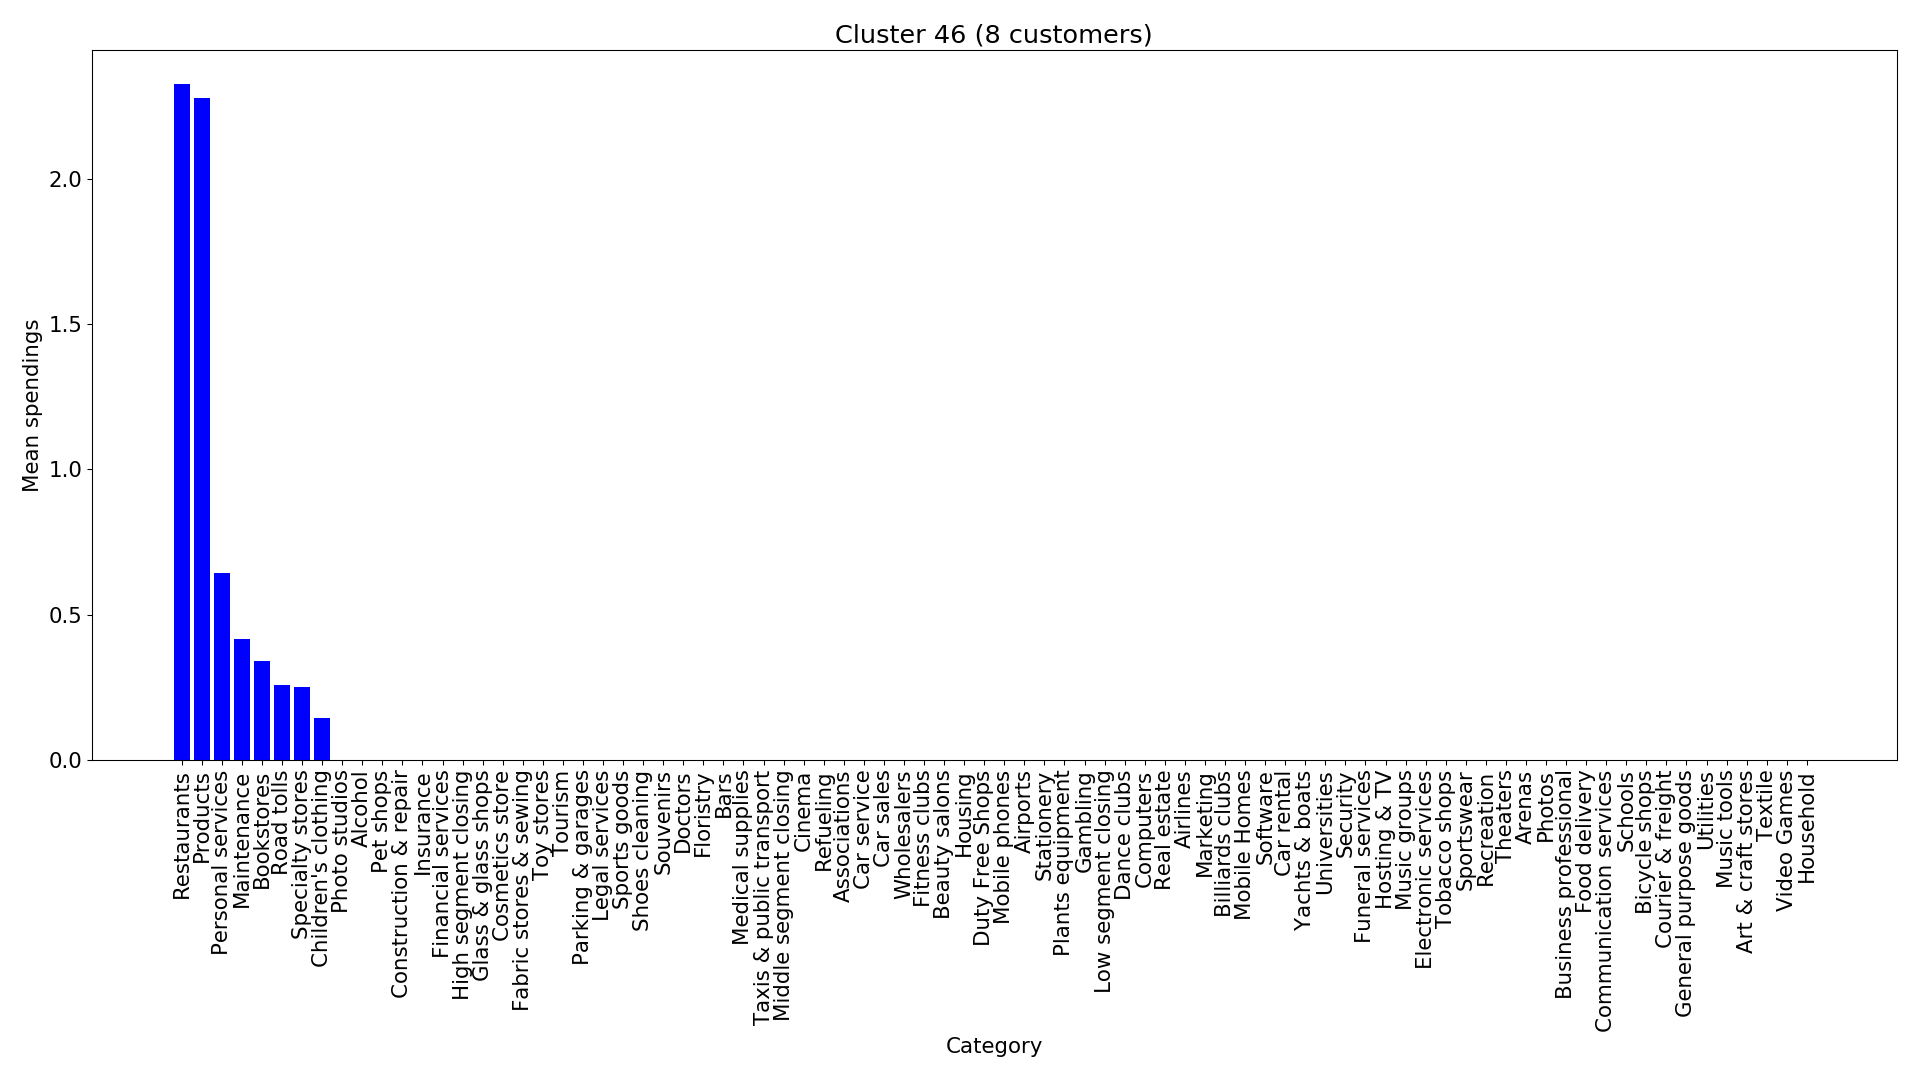 Cluster 46 (8 customers)
Mean spendings
2.0
1.5
1.0
0.5
0.0
Restaurants
Products
Personal services
Maintenance
Bookstores
Road tolls
Specialty stores
Children's clothing
Photo studios
Alcohol
Pet shops
Construction & repair
Insurance
Financial services
High segment closing
Glass & glass shops
Cosmetics store
Fabric stores & sewing
Toy stores
Tourism
Parking & garages
Legal services
Sports goods
Shoes cleaning
Souvenirs
Doctors
Floristry
Bars
Medical supplies
Taxis & public transport
Middle segment closing
Cinema
Refueling
Associations
Car service
Car sales
Wholesalers
Fitness clubs
Beauty salons
Housing
Duty Free Shops
Mobile phones
Airports
Stationery
Plants equipment
Gambling
Low segment closing
Dance clubs
Computers
Real estate
Airlines
Marketing
Billiards clubs
Mobile Homes
Software
Car rental
Yachts & boats
Universities
Security
Funeral services
Hosting & TV
Music groups
Electronic services
Tobacco shops
Sportswear
Recreation
Theaters
Arenas
Photos
Business professional
Food delivery
Communication services
Schools
Bicycle shops
Courier & freight
General purpose goods
Utilities
Music tools
Art & craft stores
Textile
Video Games
Household
Category